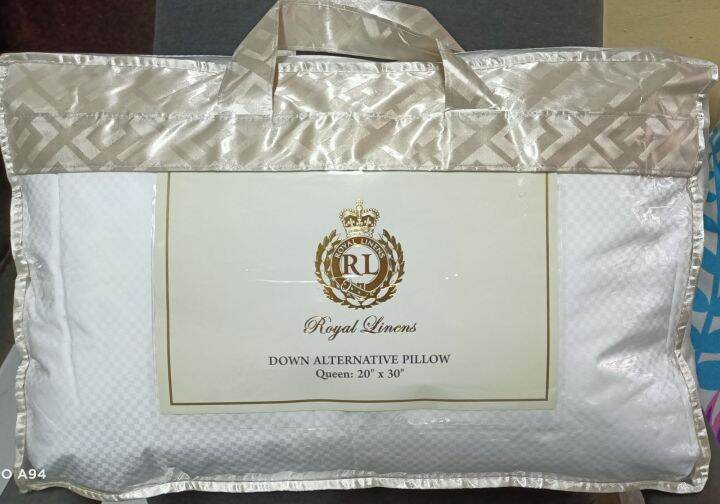 ROYAL LINENS
RL
Royal Linens
DOWN ALTERNATIVE PILLOW
Queen: 20" x 30"
O A94